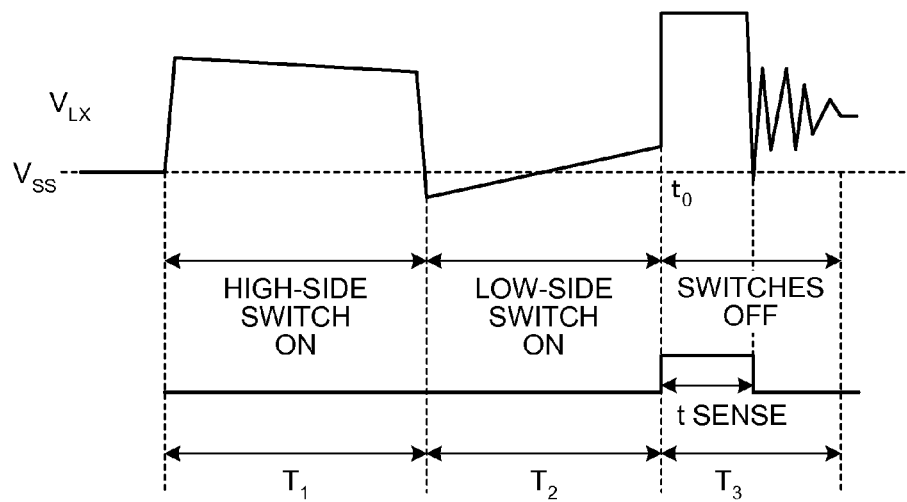 V_LX
V_SS
t_0
HIGH-SIDE
SWITCH
ON
LOW-SIDE
SWITCH
ON
SWITCHES
OFF
t SENSE
T_1
T_2
T_3